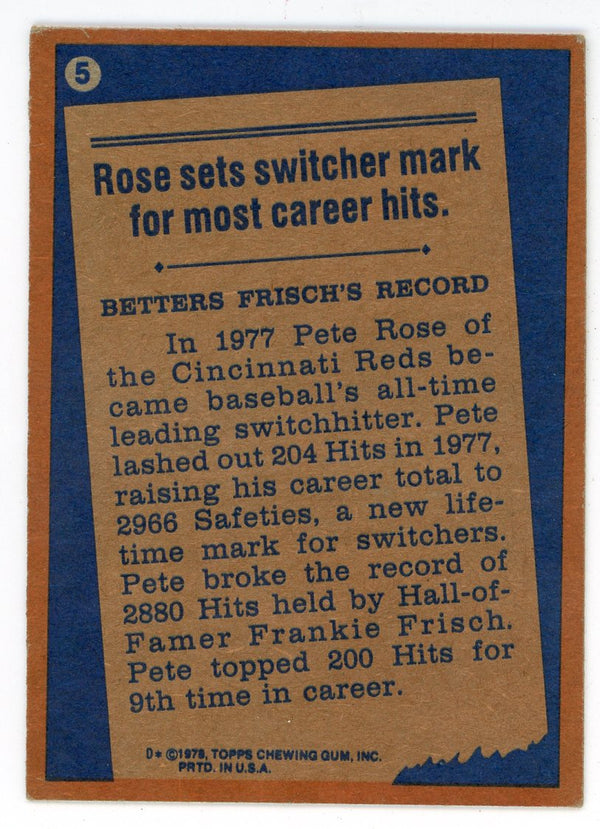 5
Rose sets switcher mark
for most career hits.
BETTERS FRISCH'S RECORD
In 1977 Pete Rose of
the Cincinnati Reds be-
came baseball's all-time
leading switchhitter. Pete
lashed out 204 Hits in 1977,
raising his career total to
2966 Safeties, a new life-
time mark for switchers.
Pete broke the record of
2880 Hits held by Hall-of-
Famer Frankie Frisch.
Pete topped 200 Hits for
9th time in career.
D* ©1978, TOPPS CHEWING GUM, INC.
PRTD. IN U.S.A.